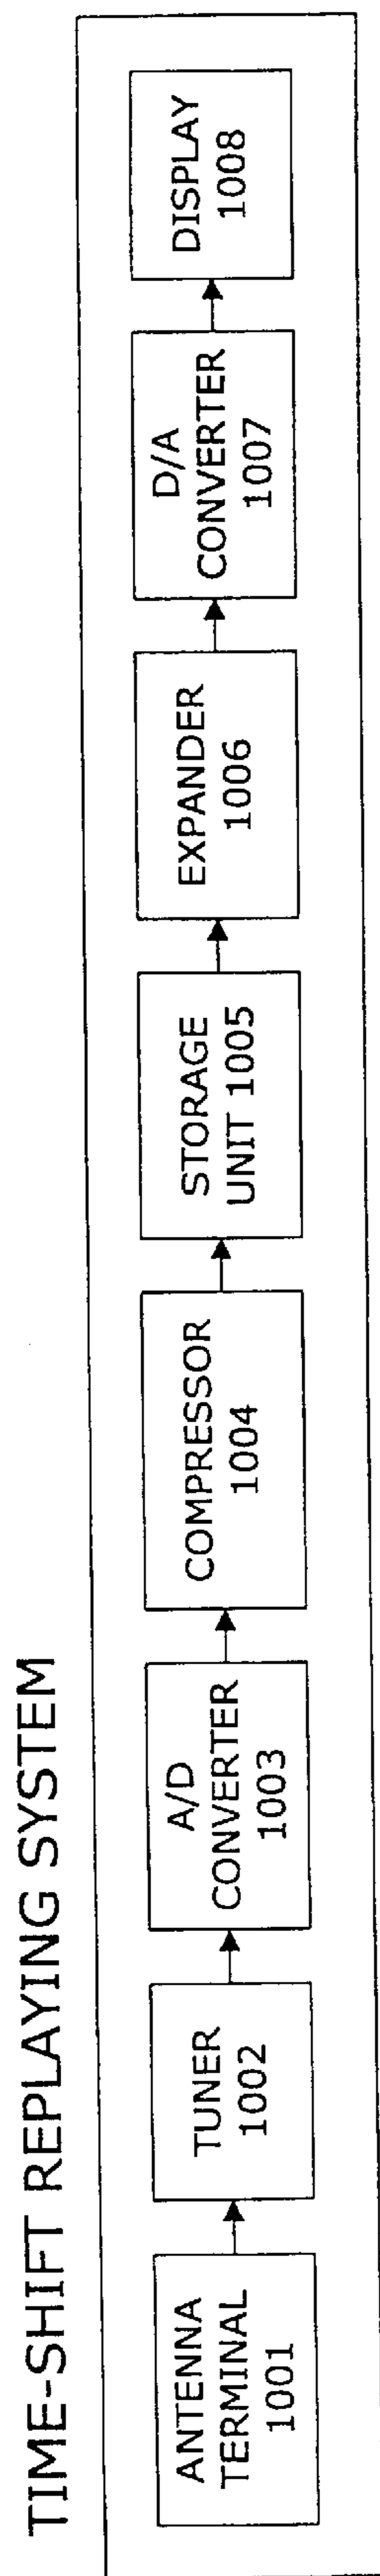 TIME-SHIFT REPLAYING SYSTEM
ANTENNA
TERMINAL
1001
TUNER
1002
A/D
CONVERTER
1003
COMPRESSOR
1004
STORAGE
UNIT 1005
EXPANDER
1006
D/A
CONVERTER
1007
DISPLAY
1008